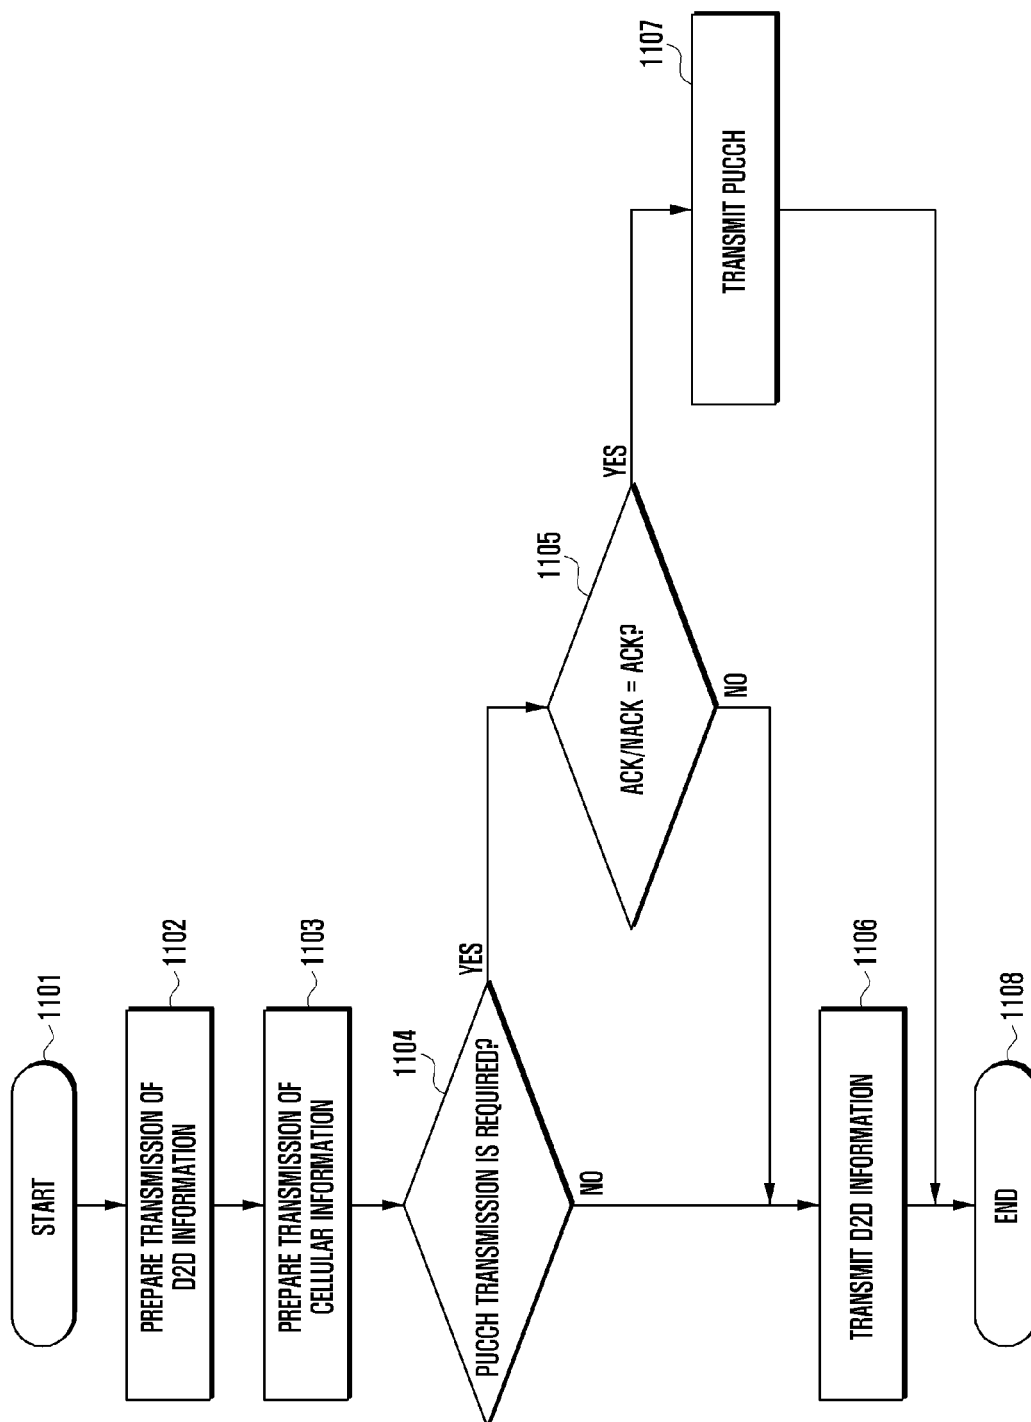 1101
START
1102
PREPARE TRANSMISSION OF
D2D INFORMATION
1103
PREPARE TRANSMISSION OF
CELLULAR INFORMATION
1104
PUCCH TRANSMISSION IS REQUIRED?
YES
NO
1105
ACK/NACK = ACK?
YES
NO
1107
TRANSMIT PUCCH
1106
TRANSMIT D2D INFORMATION
1108
END